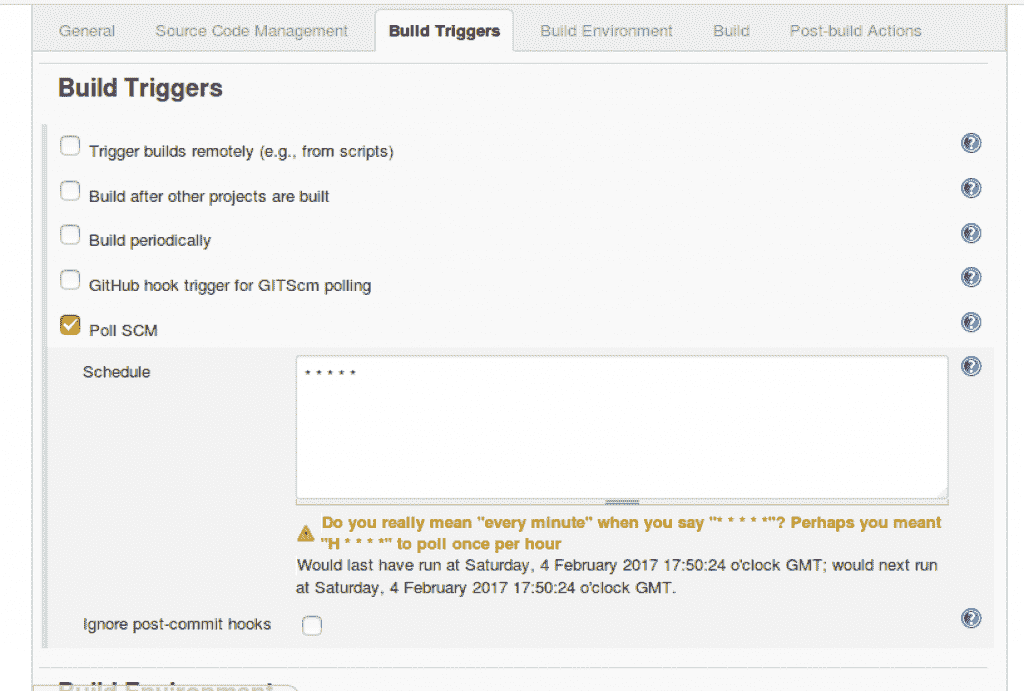 General Source Code Management Build Triggers Build Environment Build Post-build Actions
Build Triggers
Trigger builds remotely (e.g., from scripts)
Build after other projects are built
Build periodically
GitHub hook trigger for GITScm polling
Poll SCM
Schedule
* * * * *
Do you really mean "every minute" when you say "* * * * *"? Perhaps you meant
"H * * * *" to poll once per hour
Would last have run at Saturday, 4 February 2017 17:50:24 o'clock GMT; would next run
at Saturday, 4 February 2017 17:50:24 o'clock GMT.
Ignore post-commit hooks
Build Environment